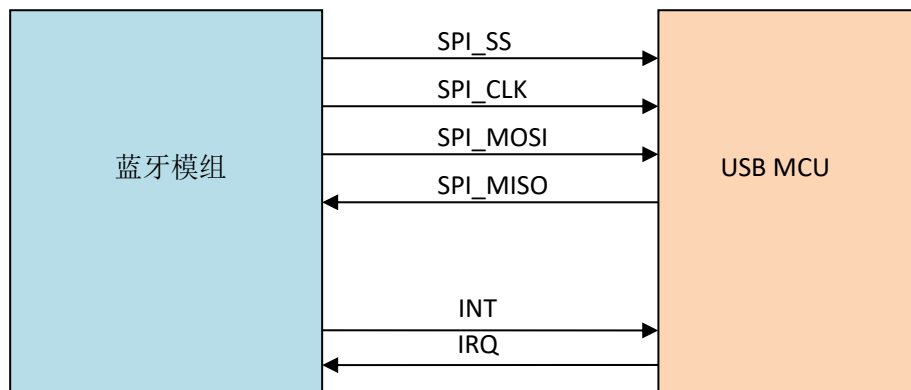 SPI_SS
SPI_CLK
SPI_MOSI
蓝牙模组
USB MCU
SPI_MISO
INT
IRQ